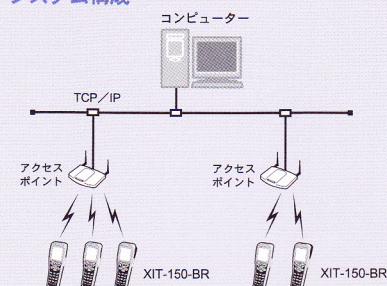 システム構成
コンピューター
TCP／IP
アクセス
ポイント
アクセス
ポイント
XIT-150-BR
XIT-150-BR